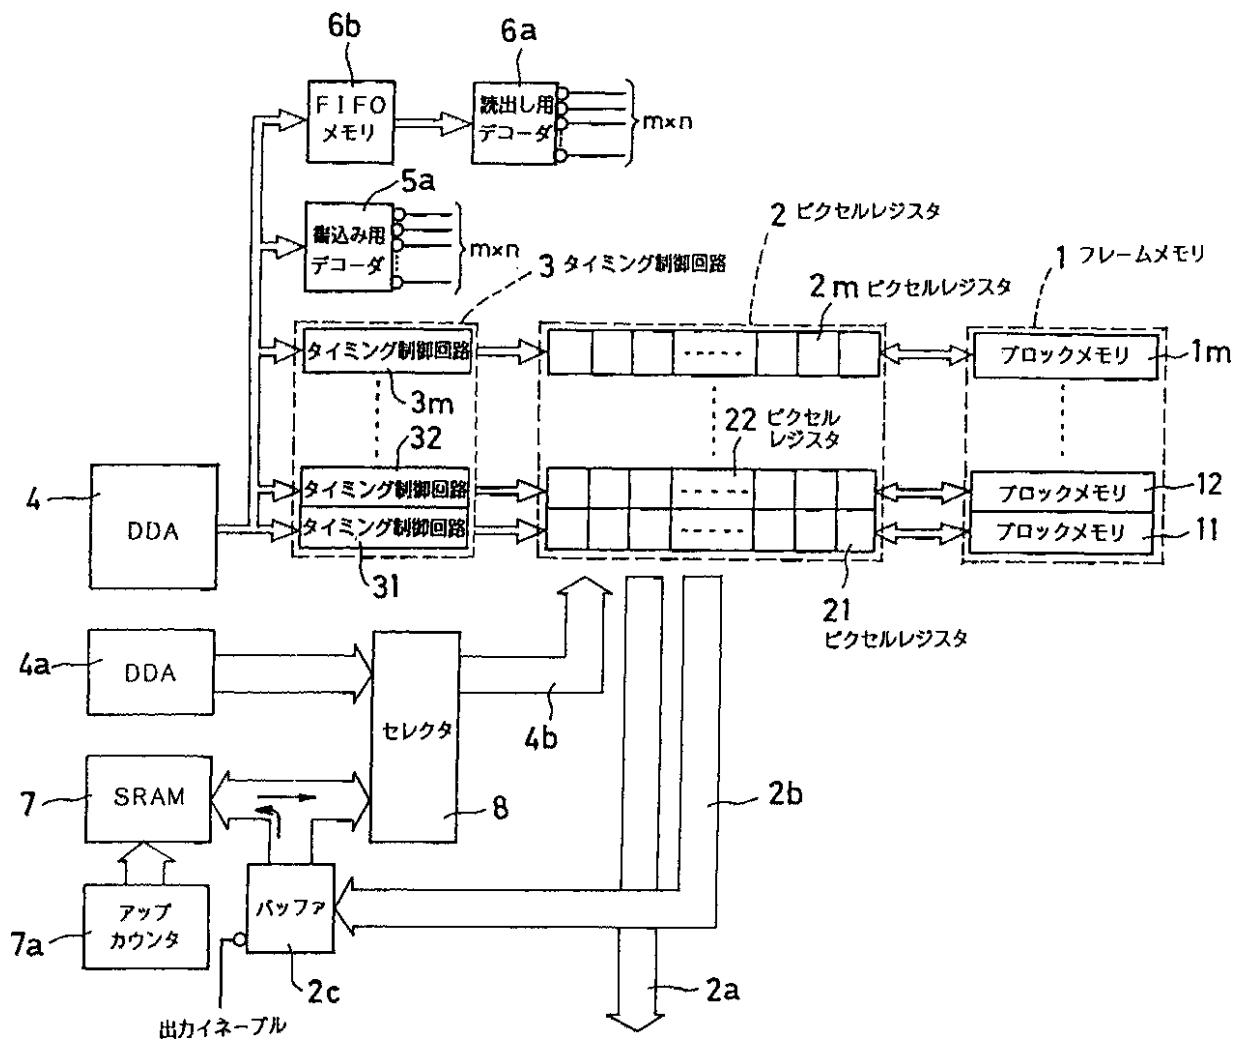 6b
6a
FIFO
メモリ
読出し用
デコーダ
m×n
5a
書込み用
デコーダ
m×n
2 ピクセルレジスタ
3 タイミング制御回路
1 フレームメモリ
2m ピクセルレジスタ
タイミング制御回路
ブロックメモリ
1m
3m
32
22 ピクセル
レジスタ
4
DDA
タイミング制御回路
ブロックメモリ
12
タイミング制御回路
ブロックメモリ
11
31
21
ピクセルレジスタ
4a
DDA
セレクタ
4b
7
SRAM
8
2b
アップ
カウンタ
7a
バッファ
2c
2a
出力イネーブル